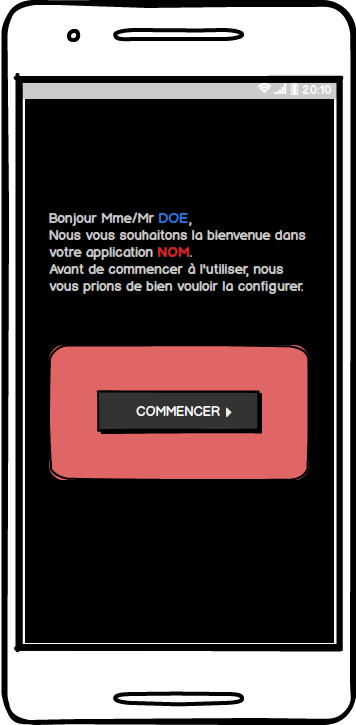 20:10
Bonjour Mme/Mr DOE,
Nous vous souhaitons la bienvenue dans
votre application NOM.
Avant de commencer à l'utiliser, nous
vous prions de bien vouloir la configurer.
COMMENCER